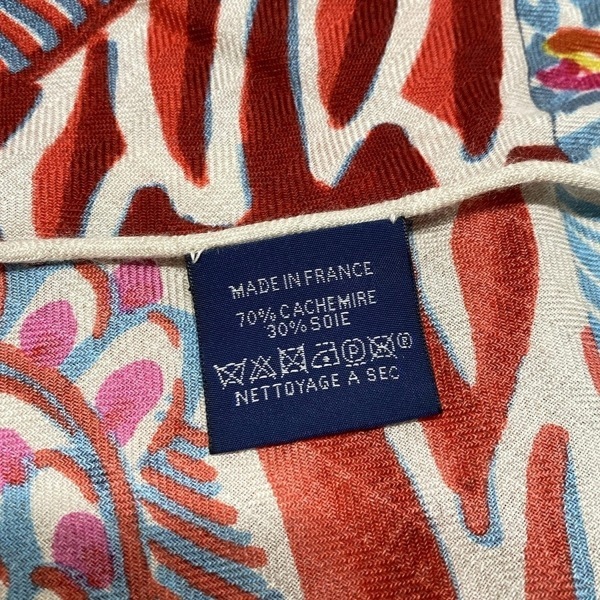 MADE IN FRANCE
70% CACHEMIRE
30% SOIE
P ®
NETTOYAGE A SEC